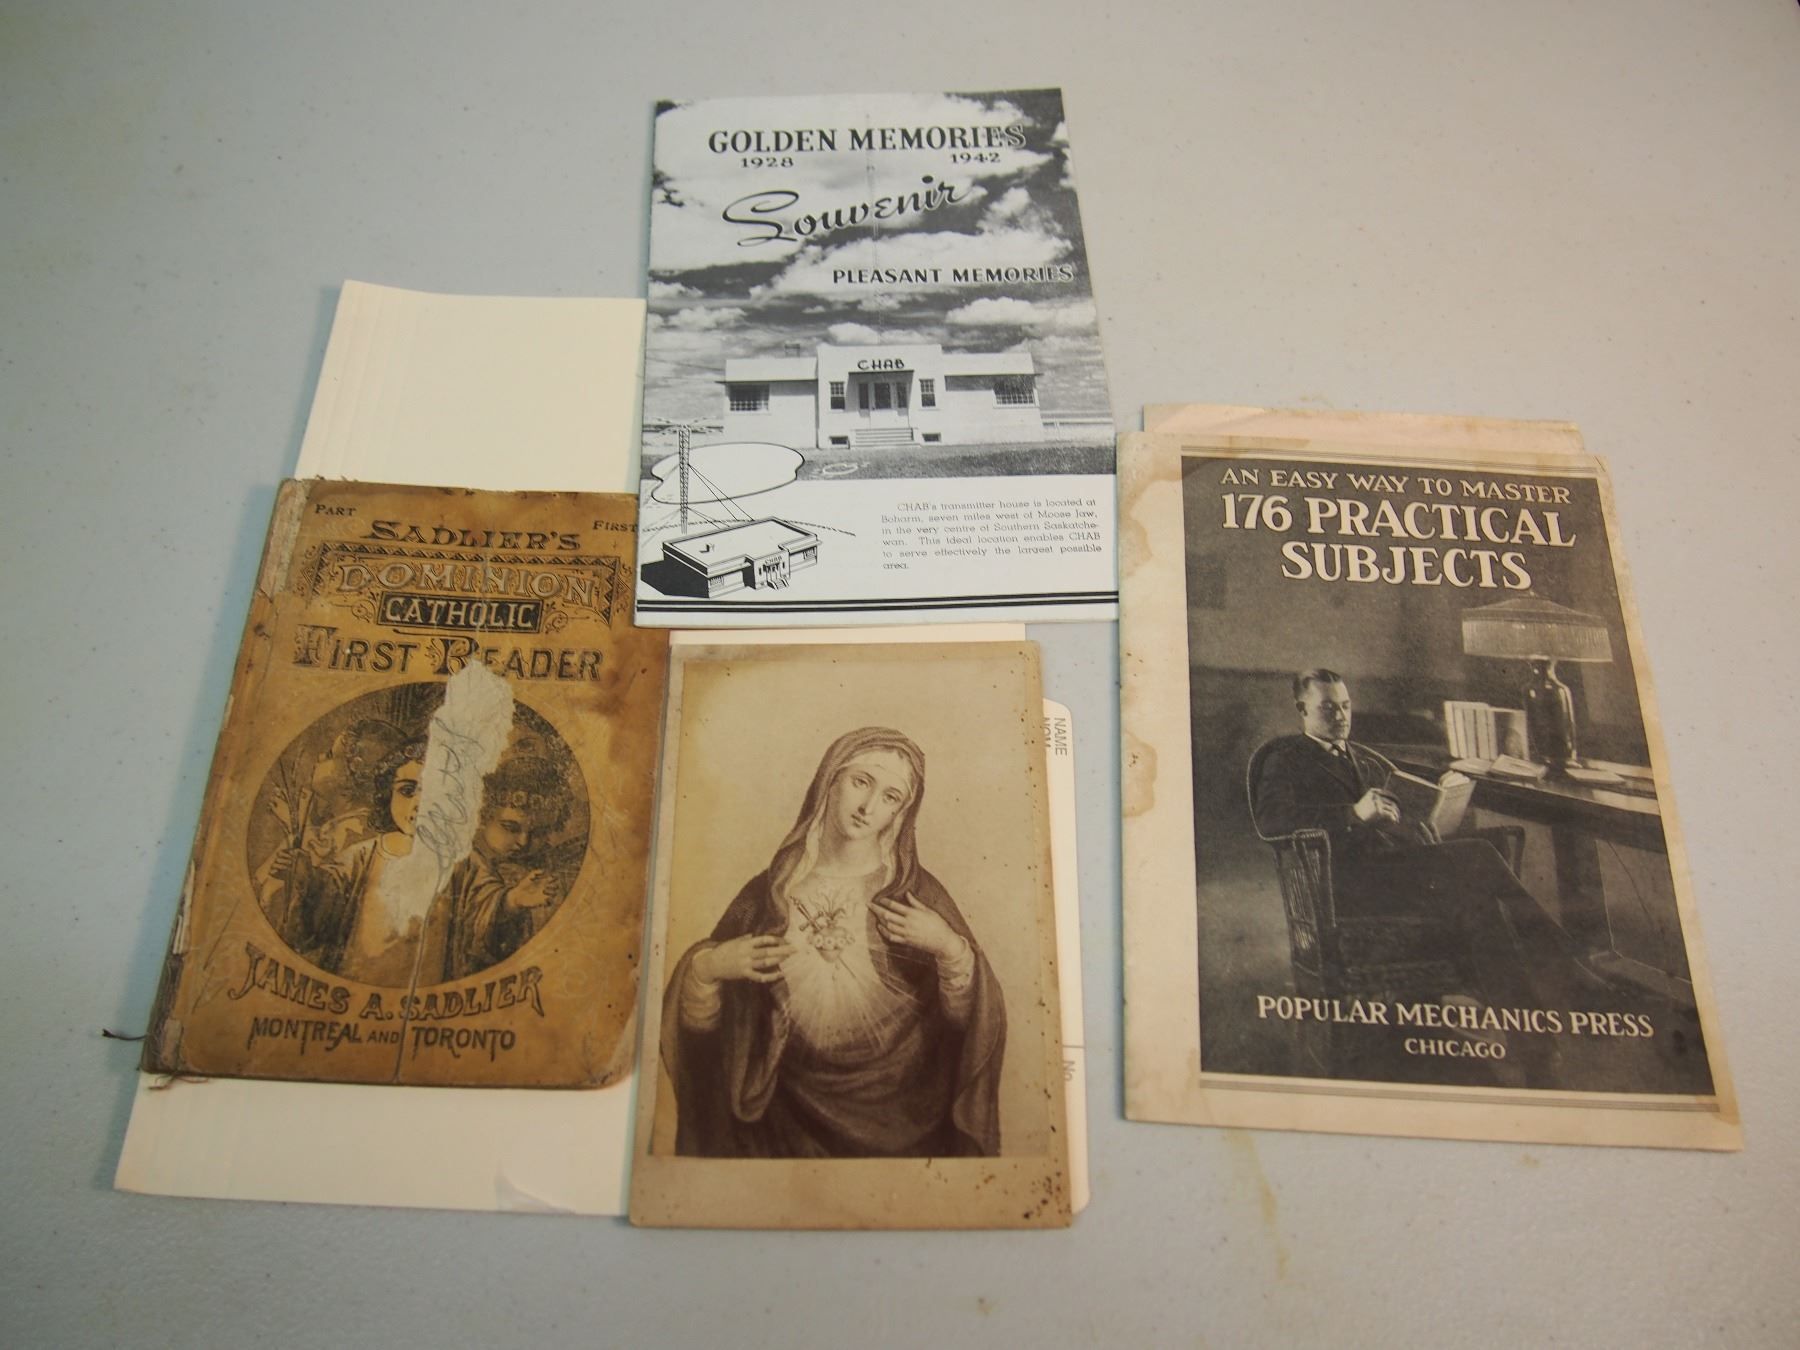 GOLDEN MEMORIES
1928 1942
Souvenir
PLEASANT MEMORIES
CHAB
CHAB's transmitter house is located at
Boharm, seven miles west of Moose Jaw,
in the very centre of Southern Saskatche-
wan. This ideal location enables CHAB
to serve effectively the largest possible
area.
CHAB
PART FIRST
SADLIER'S
DOMINION
CATHOLIC
FIRST READER
JAMES A. SADLIER
MONTREAL AND TORONTO
NAME
NOM
No.
AN EASY WAY TO MASTER
176 PRACTICAL
SUBJECTS
POPULAR MECHANICS PRESS
CHICAGO